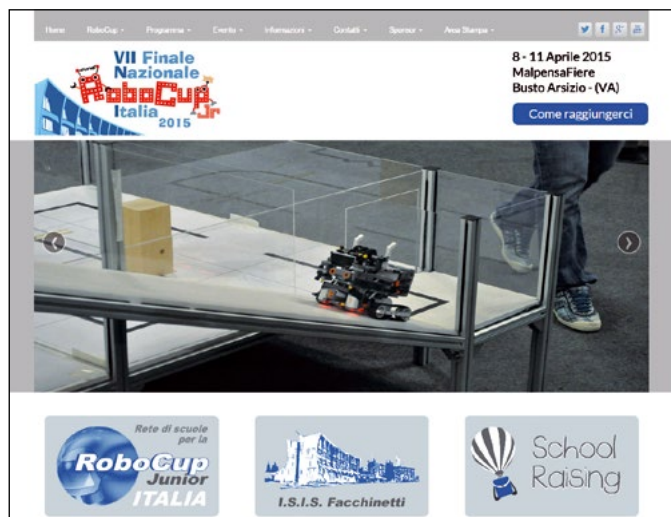 Home RoboCup Programma Evento Informazioni Contatti Sponsor Area Stampa
VII Finale
Nazionale
RoboCup Jr
Italia
2015
8 - 11 Aprile 2015
MalpensaFiere
Busto Arsizio - (VA)
Come raggiungerci
Rete di scuole
per la
RoboCup
Junior
ITALIA
I.S.I.S. Facchinetti
School
Raising